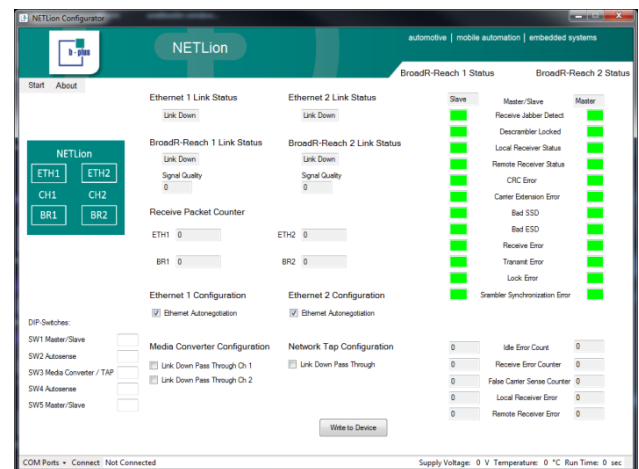 NETLion Configurator
b - plus
NETLion
automotive | mobile automation | embedded systems
BroadR-Reach 1 Status BroadR-Reach 2 Status
Start About
Ethernet 1 Link Status Ethernet 2 Link Status
Link Down Link Down
BroadR-Reach 1 Link Status BroadR-Reach 2 Link Status
Link Down Link Down
Signal Quality Signal Quality
0 0
Receive Packet Counter
ETH1 0 ETH2 0
BR1 0 BR2 0
Ethernet 1 Configuration Ethernet 2 Configuration
Ethernet Autonegotiation Ethernet Autonegotiation
Media Converter Configuration Network Tap Configuration
Link Down Pass Through Ch 1 Link Down Pass Through
Link Down Pass Through Ch 2
Write to Device
NETLion
ETH1 ETH2
CH1 CH2
BR1 BR2
DIP-Switches:
SW1 Master/Slave
SW2 Autosense
SW3 Media Converter / TAP
SW4 Autosense
SW5 Master/Slave
Slave Master/Slave Master
Receive Jabber Detect
Descrambler Locked
Local Receiver Status
Remote Receiver Status
CRC Error
Carrier Extension Error
Bad SSD
Bad ESD
Receive Error
Transmit Error
Lock Error
Srambler Synchronization Error
0 Idle Error Count 0
0 Receive Error Counter 0
0 False Carrier Sense Counter 0
0 Local Receiver Error 0
0 Remote Receiver Error 0
COM Ports Connect Not Connected Supply Voltage: 0 V Temperature: 0 °C Run Time: 0 sec